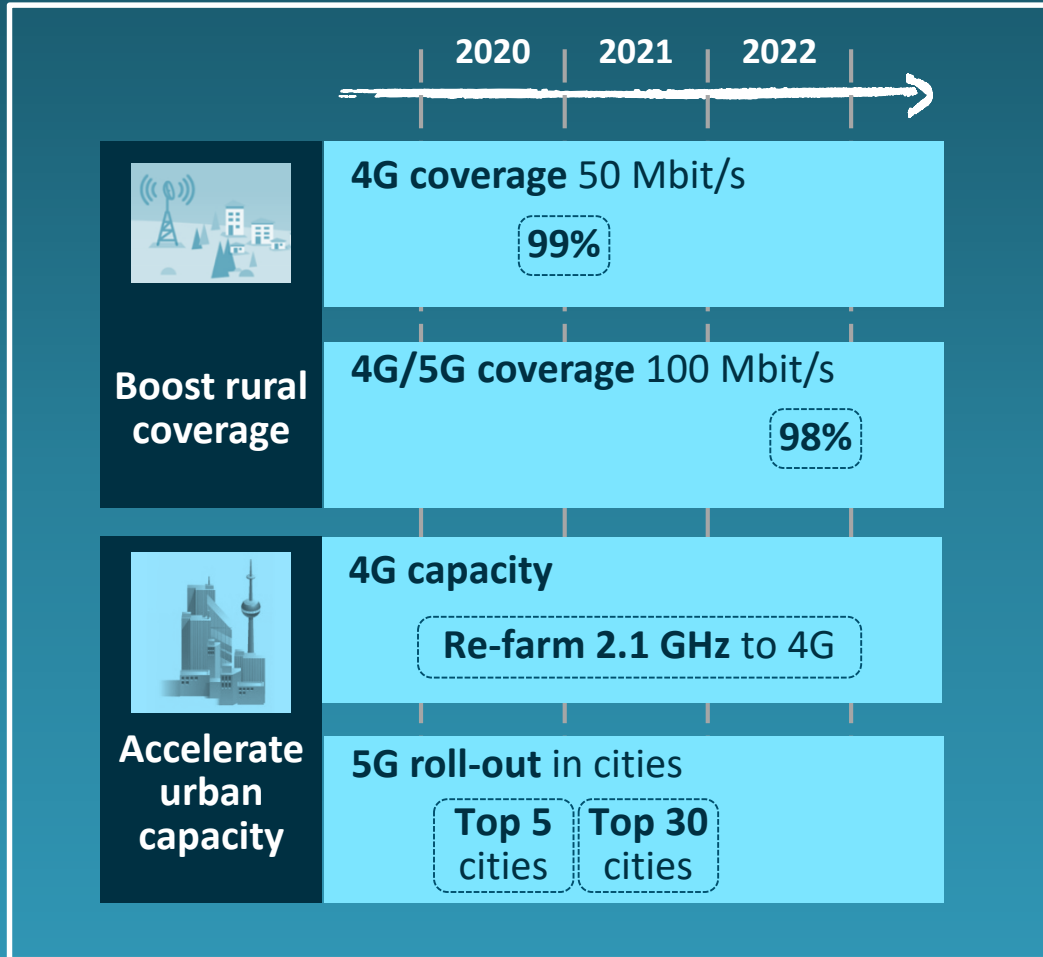 2020 2021 2022
4G coverage 50 Mbit/s
99%
Boost rural
coverage
4G/5G coverage 100 Mbit/s
98%
4G capacity
Re-farm 2.1 GHz to 4G
Accelerate
urban
capacity
5G roll-out in cities
Top 5
cities
Top 30
cities